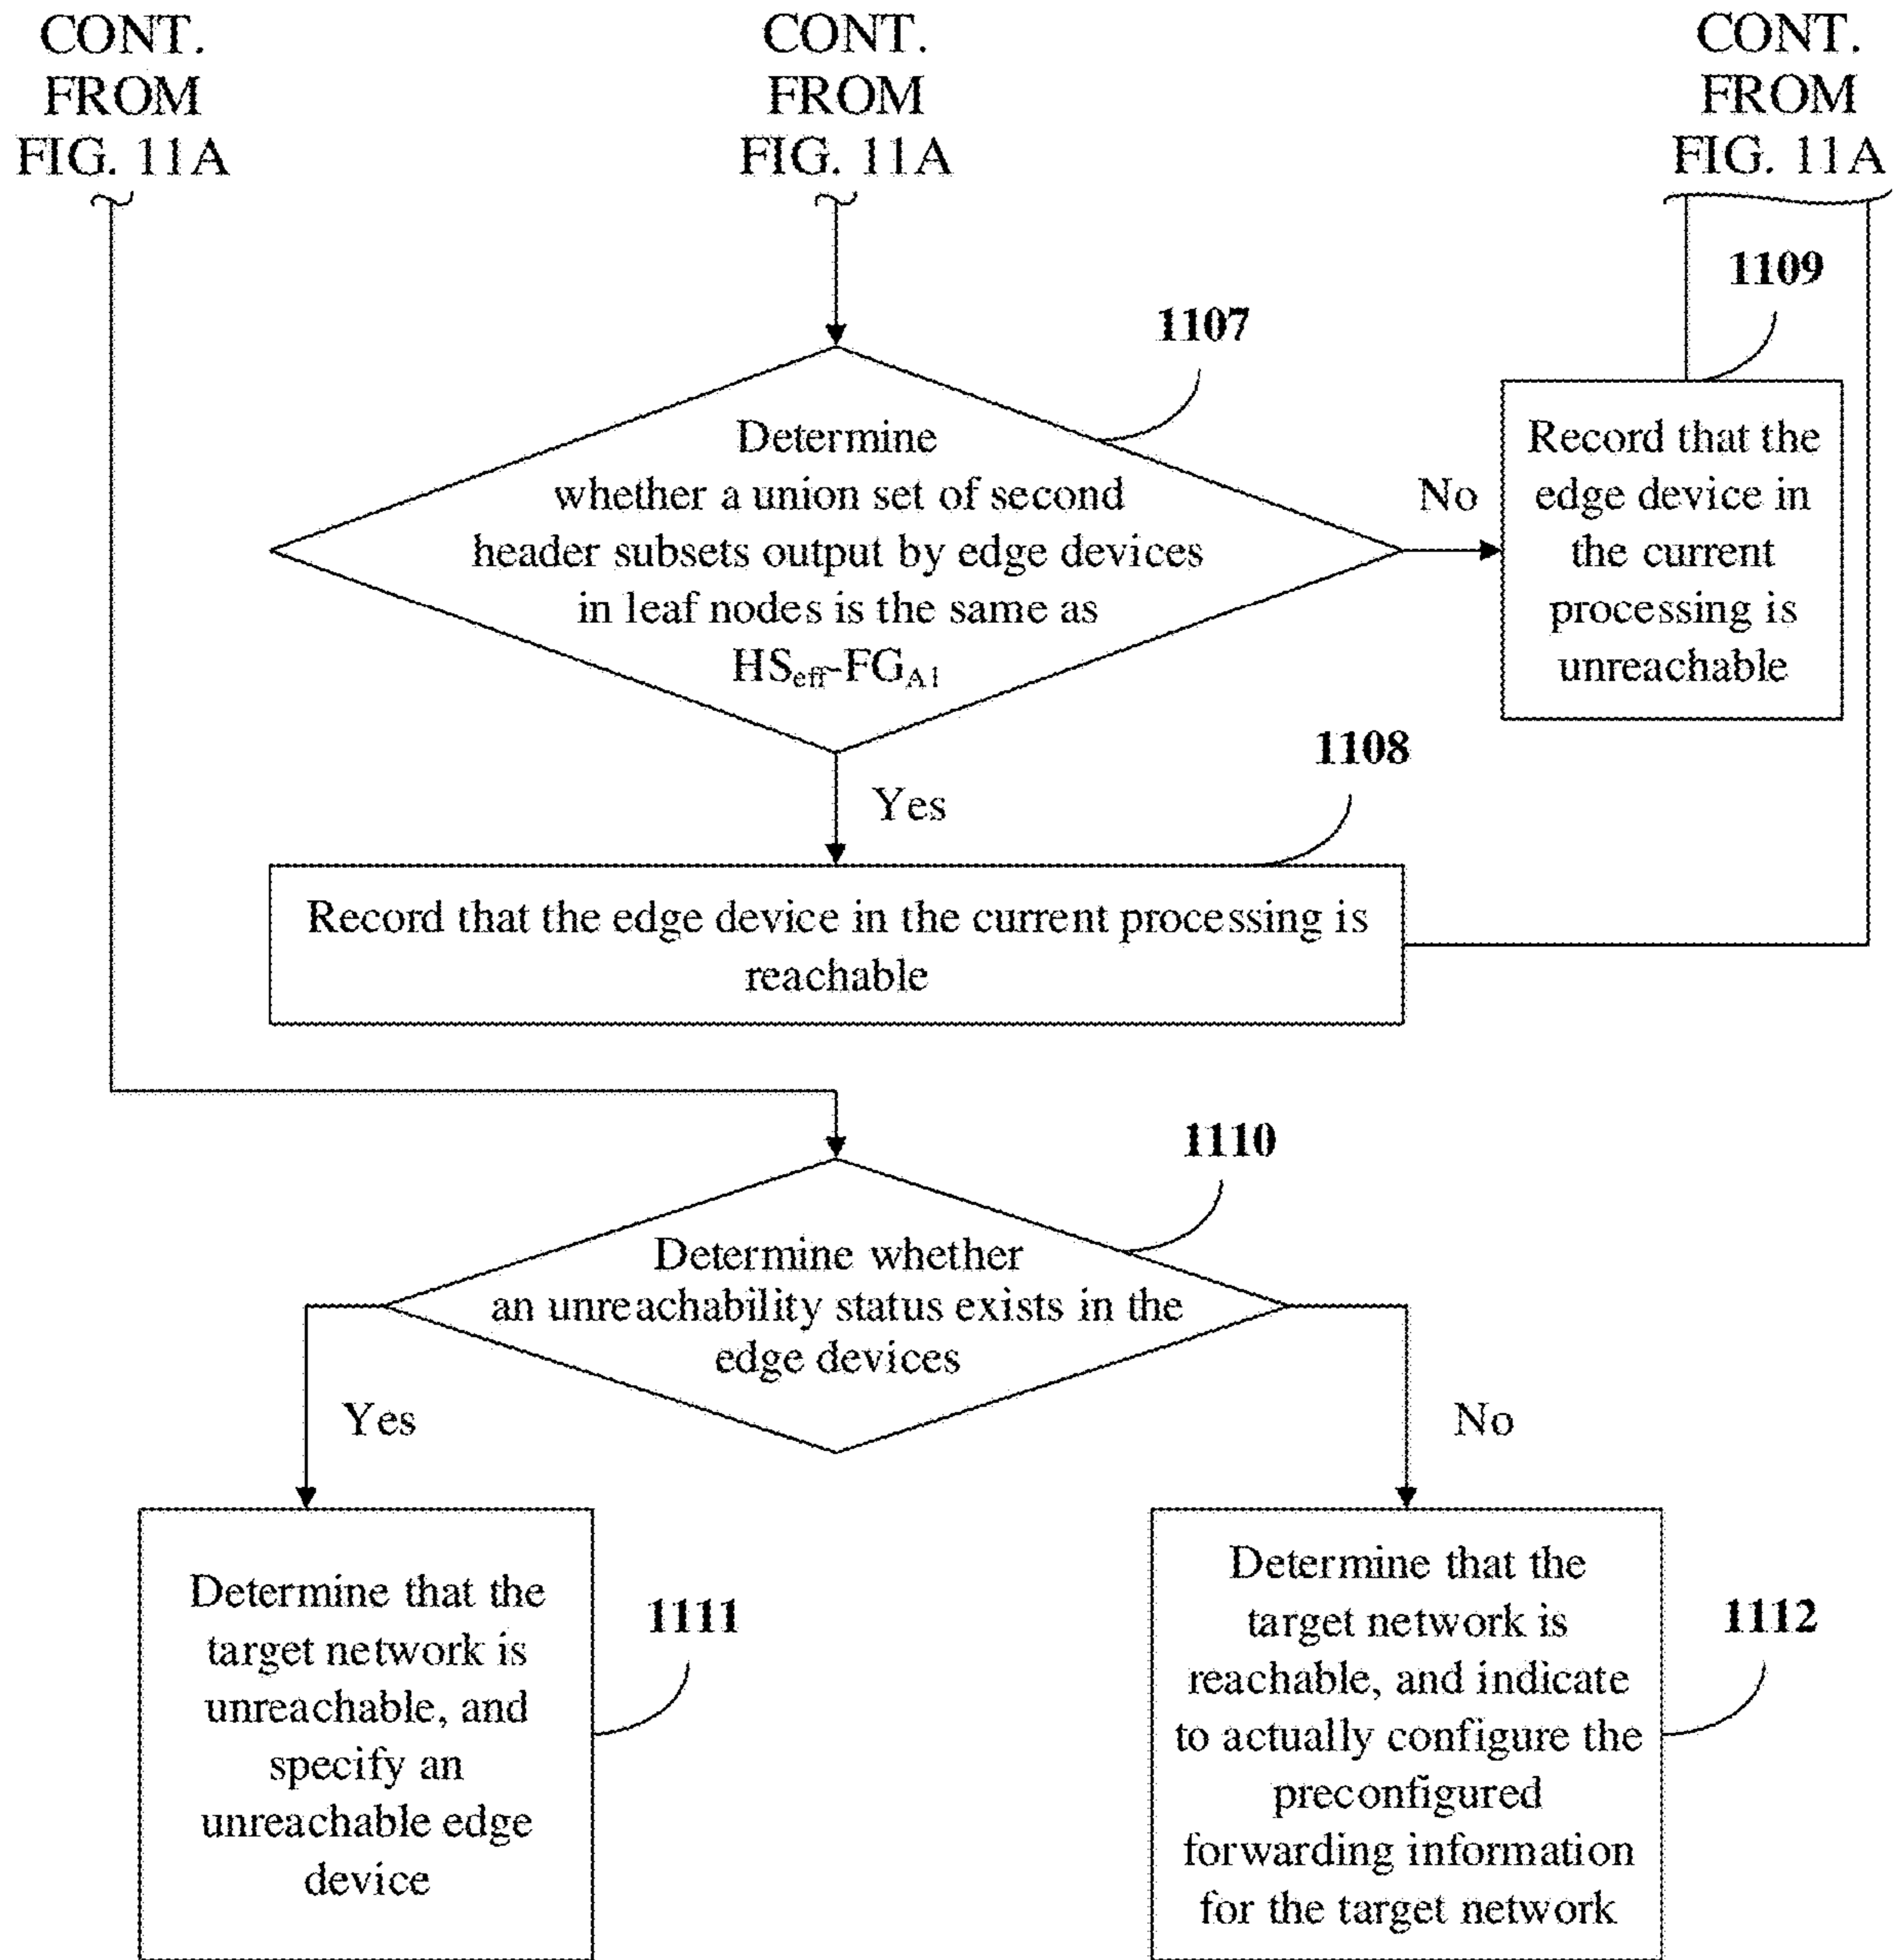 CONT.
FROM
FIG. 11A
CONT.
FROM
FIG. 11A
CONT.
FROM
FIG. 11A
1109
1107
Determine
whether a union set of second
header subsets output by edge devices
in leaf nodes is the same as
HSeff-FGA1
No
Record that the
edge device in
the current
processing is
unreachable
1108
Yes
Record that the edge device in the current processing is
reachable
1110
Determine whether
an unreachability status exists in the
edge devices
Yes
No
Determine that the
target network is
unreachable, and
specify an
unreachable edge
device
1111
Determine that the
target network is
reachable, and indicate
to actually configure the
preconfigured
forwarding information
for the target network
1112